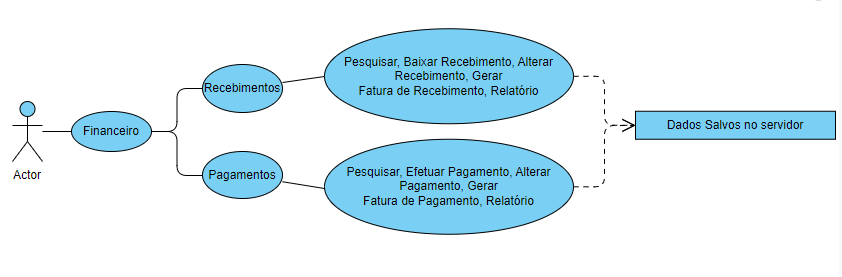 Actor
Financeiro
Recebimentos
Pagamentos
Pesquisar, Baixar Recebimento, Alterar
Recebimento, Gerar
Fatura de Recebimento, Relatório
Pesquisar, Efetuar Pagamento, Alterar
Pagamento, Gerar
Fatura de Pagamento, Relatório
Dados Salvos no servidor